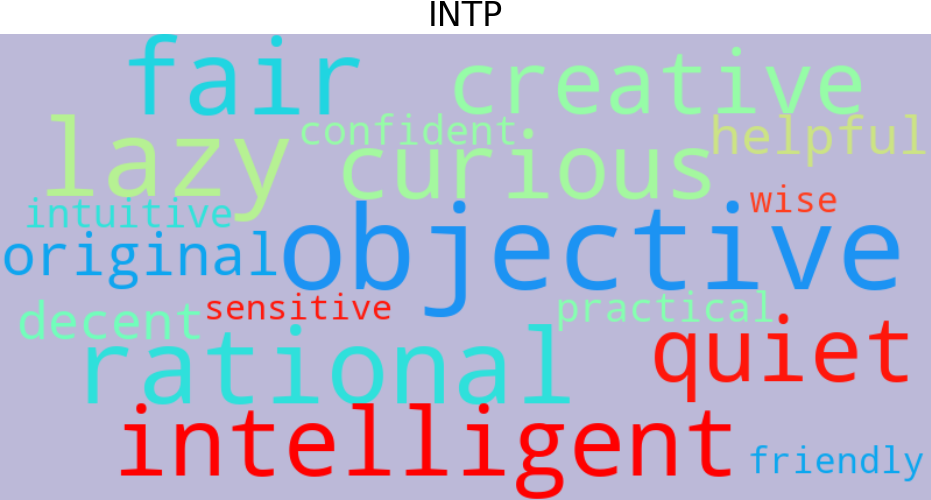 INTP
fair creative
confident helpful
lazy curious
intuitive wise
original objective
decent sensitive practical
rational quiet
intelligent friendly